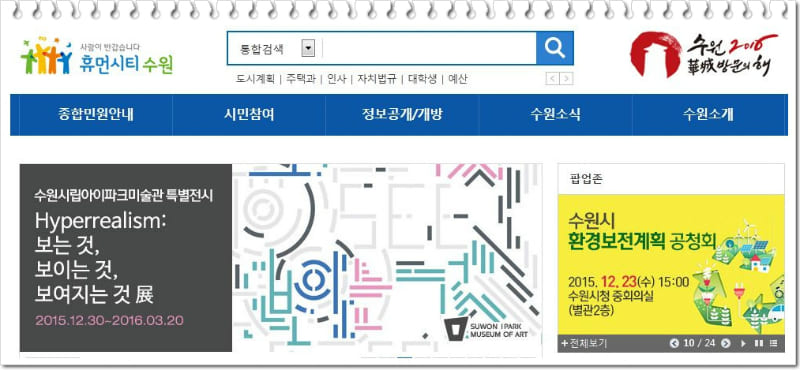 사람이 반갑습니다
휴먼시티 수원
통합검색
도시계획 | 주택과 | 인사 | 자치법규 | 대학생 | 예산
수원 2016
華城 방문의 해
종합민원안내 시민참여 정보공개/개방 수원소식 수원소개
수원시립아이파크미술관 특별전시
Hyperrealism:
보는 것,
보이는 것,
보여지는 것 展
2015.12.30~2016.03.20
SUWON IPARK
MUSEUM OF ART
팝업존
수원시
환경보전계획 공청회
2015. 12. 23(수) 15:00
수원시청 중회의실
(별관2층)
+전체보기 10 / 24